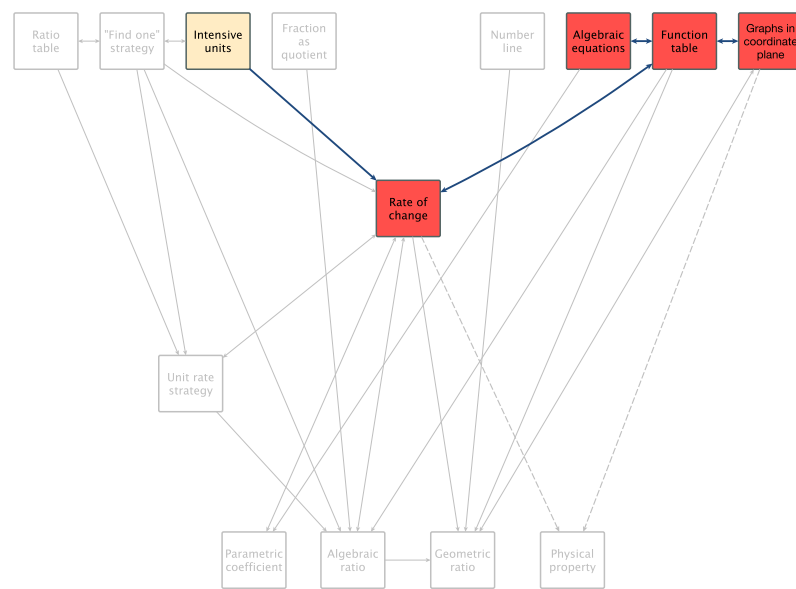 Ratio
table
"Find one"
strategy
Intensive
units
Fraction
as
quotient
Number
line
Algebraic
equations
Function
table
Graphs in
coordinate
plane
Rate of
change
Unit rate
strategy
Parametric
coefficient
Algebraic
ratio
Geometric
ratio
Physical
property